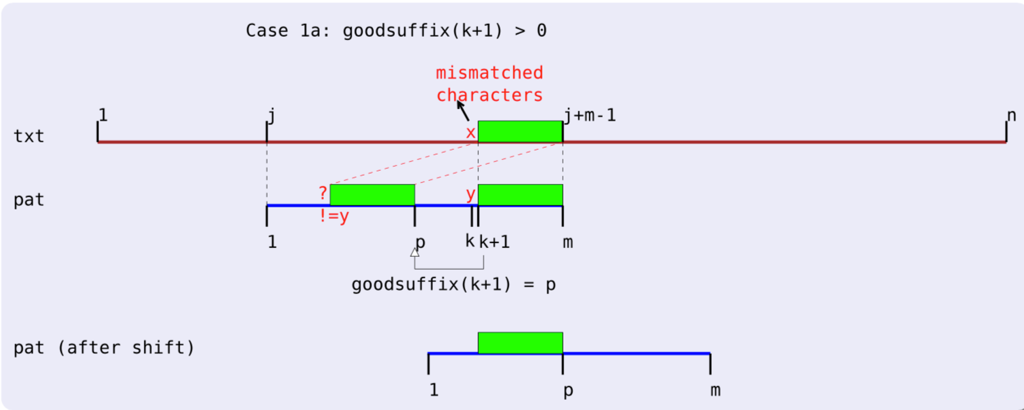 Case 1a: goodsuffix(k+1) > 0
mismatched
characters
1 j j+m-1 n
txt x
pat ? y
!=y
1 p k k+1 m
goodsuffix(k+1) = p
pat (after shift)
1 p m